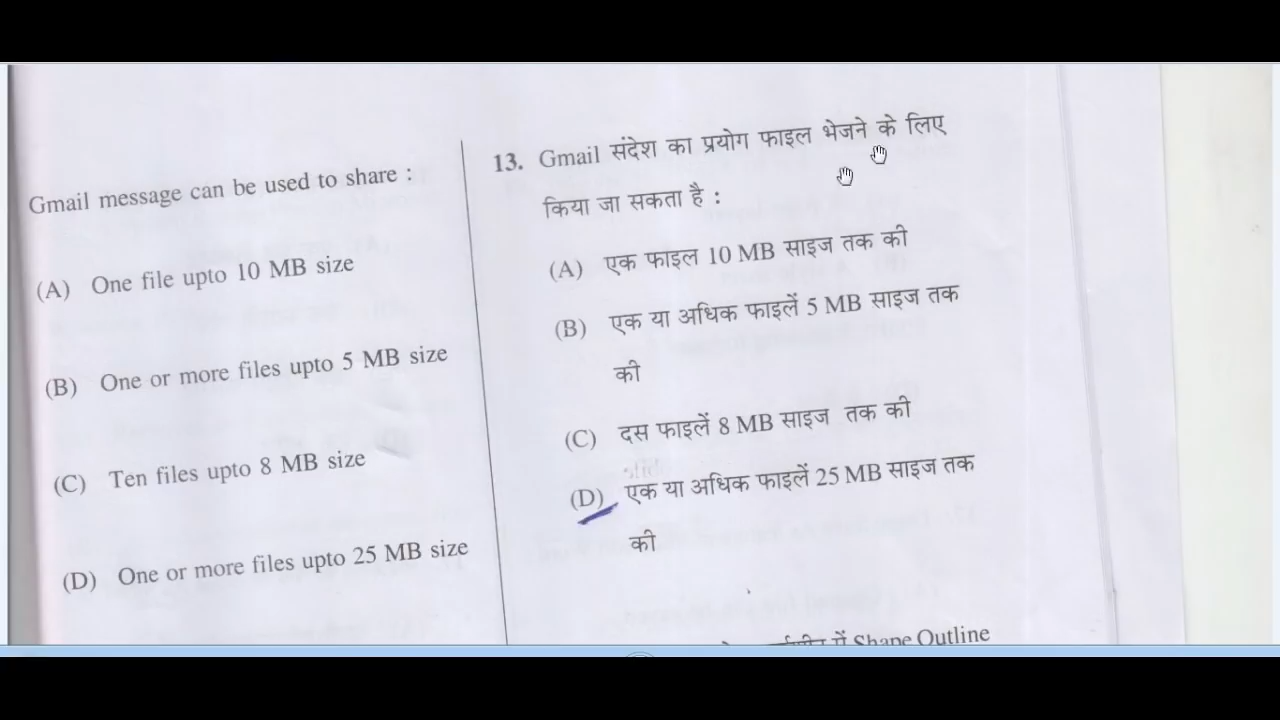 Gmail message can be used to share :
(A) One file upto 10 MB size
(B) One or more files upto 5 MB size
(C) Ten files upto 8 MB size
(D) One or more files upto 25 MB size
13. Gmail संदेश का प्रयोग फाइल भेजने के लिए
किया जा सकता है :
(A) एक फाइल 10 MB साइज तक की
(B) एक या अधिक फाइलें 5 MB साइज तक
की
(C) दस फाइलें 8 MB साइज तक की
(D) एक या अधिक फाइलें 25 MB साइज तक
की
में Shape Outline